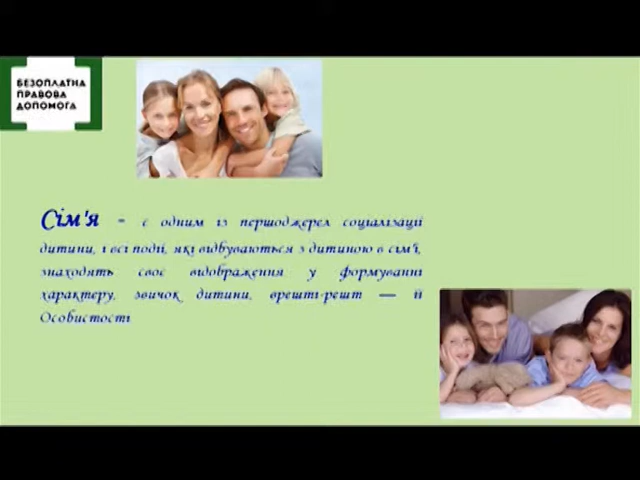 БЕЗОПЛАТНА
ПРАВОВА
ДОПОМОГА
Сім'я - є одним із першоджерел соціалізації
дитини, і всі події, які відбуваються з дитиною в сім'ї,
знаходять своє відображення у формуванні
характеру, звичок дитини, врешті-решт — її
Особистості